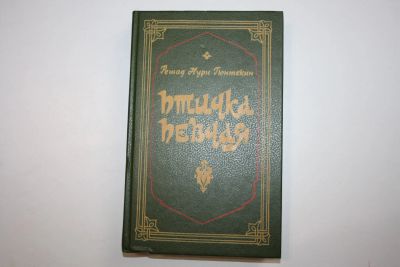 Решад Нури Гюнтекин
птичка
певчая